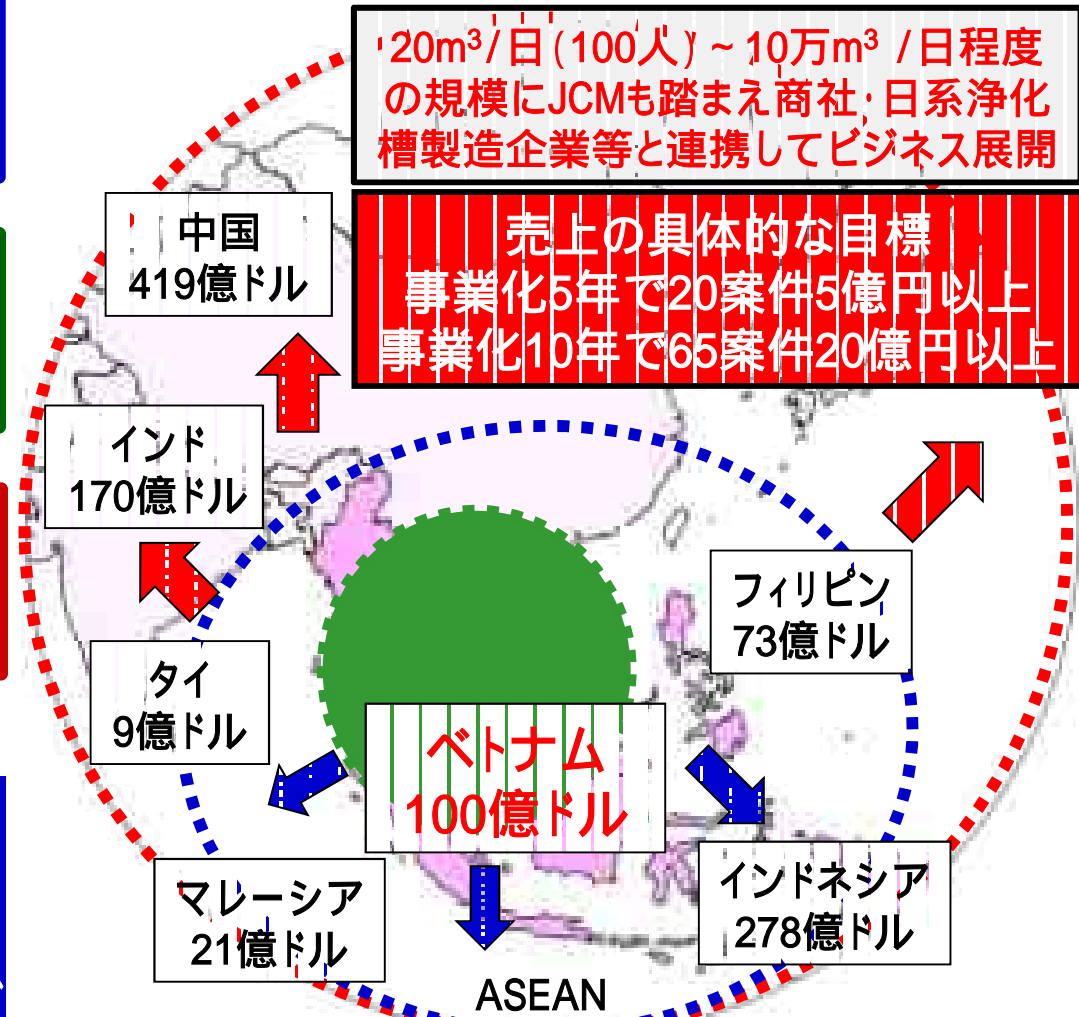 20m³/日(100人)~10万m³ /日程度
の規模にJCMも踏まえ商社・日系浄化
槽製造企業等と連携してビジネス展開
売上の具体的な目標
事業化5年で20案件5億円以上
事業化10年で65案件20億円以上
中国
419億ドル
インド
170億ドル
フィリピン
73億ドル
タイ
9億ドル
ベトナム
100億ドル
マレーシア
21億ドル
インドネシア
278億ドル
ASEAN